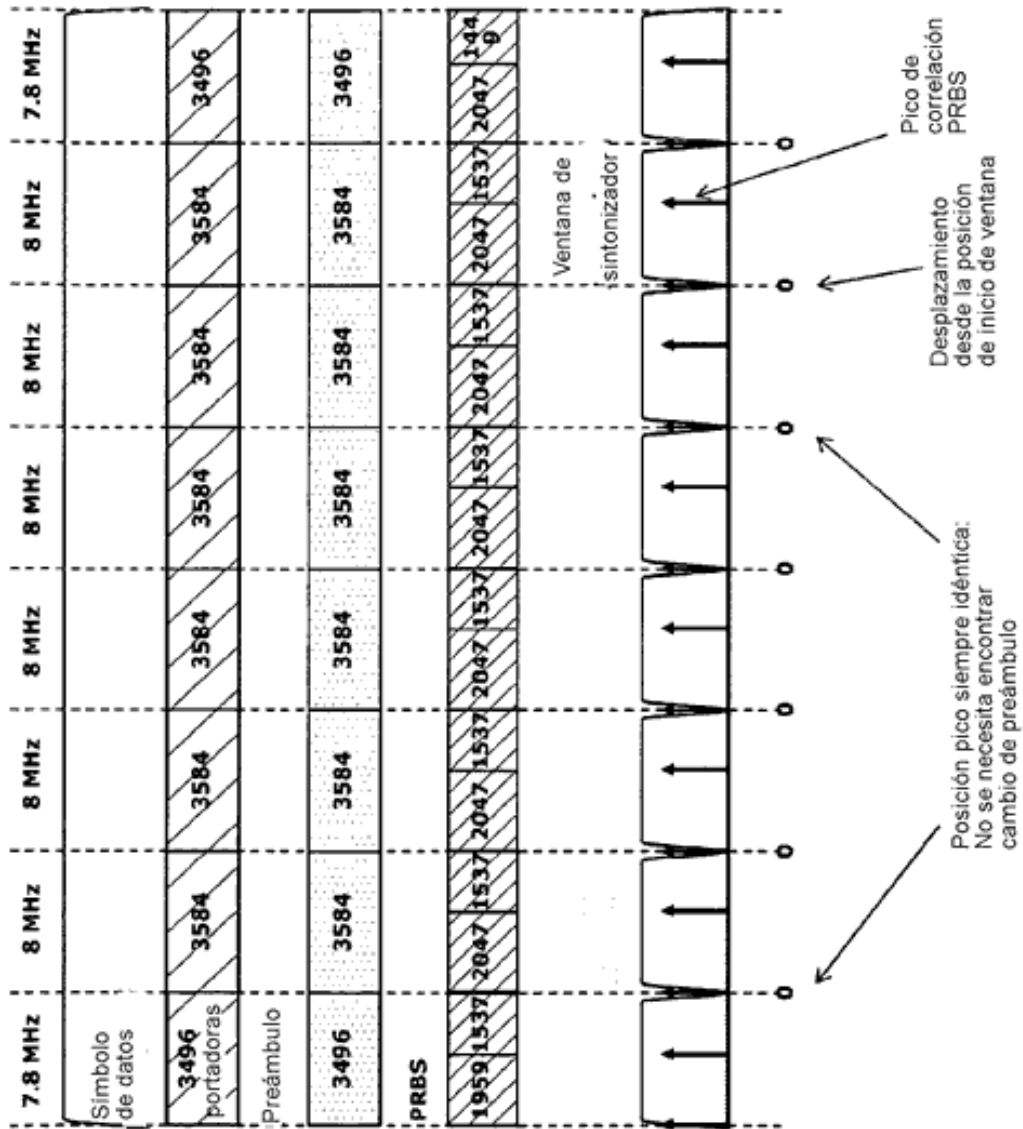 7.8 MHz 8 MHz 8 MHz 8 MHz 8 MHz 8 MHz 8 MHz 7.8 MHz
Símbolo
de datos
3496 3584 3584 3584 3584 3584 3584 3496
portadoras
Preámbulo
3496 3584 3584 3584 3584 3584 3584 3496
PRBS
1959 1537 2047 1537 2047 1537 2047 1537 2047 1537 2047 1537 2047 1537 2047 144
9
Ventana de
sintonizador
0 0 0 0 0 0 0
Posición pico siempre idéntica:
No se necesita encontrar
cambio de preámbulo
Desplazamiento
desde la posición
de inicio de ventana
Pico de
correlación
PRBS